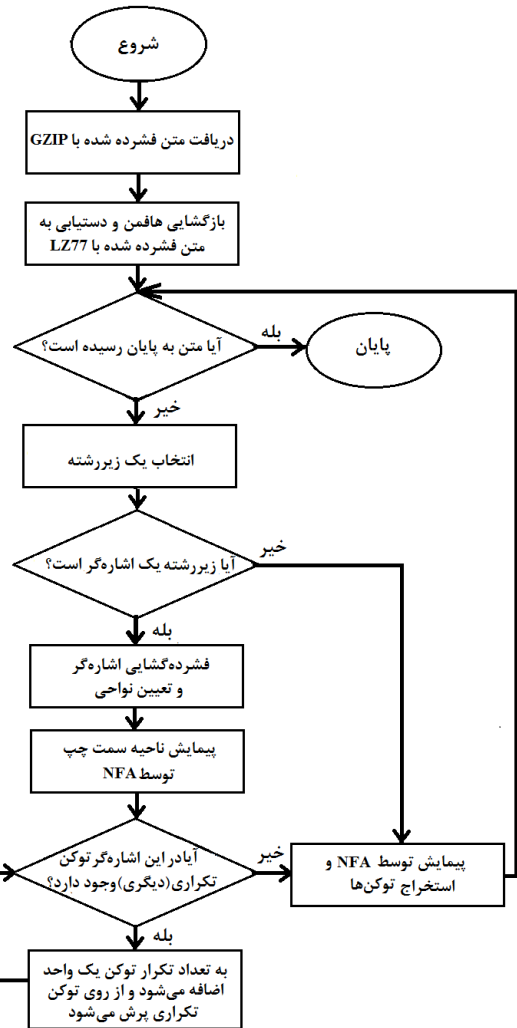 شروع
دریافت متن فشرده شده با GZIP
بازگشایی هافمن و دستیابی به
متن فشرده شده با LZ77
آیا متن به پایان رسیده است؟
بله
پایان
خیر
انتخاب یک زیررشته
آیا زیررشته یک اشاره‌گر است؟
خیر
بله
فشرده‌گشایی اشاره‌گر
و تعیین نواحی
پیمایش ناحیه سمت چپ
توسط NFA
آیا در این اشاره‌گر توکن
تکراری(دیگری) وجود دارد؟
خیر
پیمایش توسط NFA و
استخراج توکن‌ها
بله
به تعداد تکرار توکن یک واحد
اضافه می‌شود و از روی توکن
تکراری پرش می‌شود